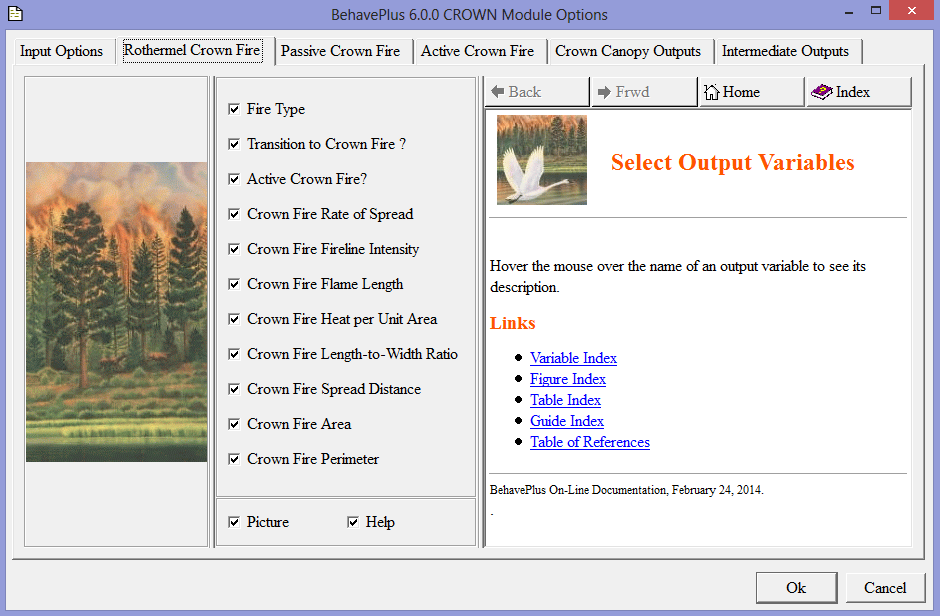 BehavePlus 6.0.0 CROWN Module Options
Input Options
Rothermel Crown Fire
Passive Crown Fire
Active Crown Fire
Crown Canopy Outputs
Intermediate Outputs
Fire Type
Transition to Crown Fire ?
Active Crown Fire?
Crown Fire Rate of Spread
Crown Fire Fireline Intensity
Crown Fire Flame Length
Crown Fire Heat per Unit Area
Crown Fire Length-to-Width Ratio
Crown Fire Spread Distance
Crown Fire Area
Crown Fire Perimeter
Picture
Help
Back
Frwd
Home
Index
Select Output Variables
Hover the mouse over the name of an output variable to see its
description.
Links
Variable Index
Figure Index
Table Index
Guide Index
Table of References
BehavePlus On-Line Documentation, February 24, 2014.
.
Ok
Cancel